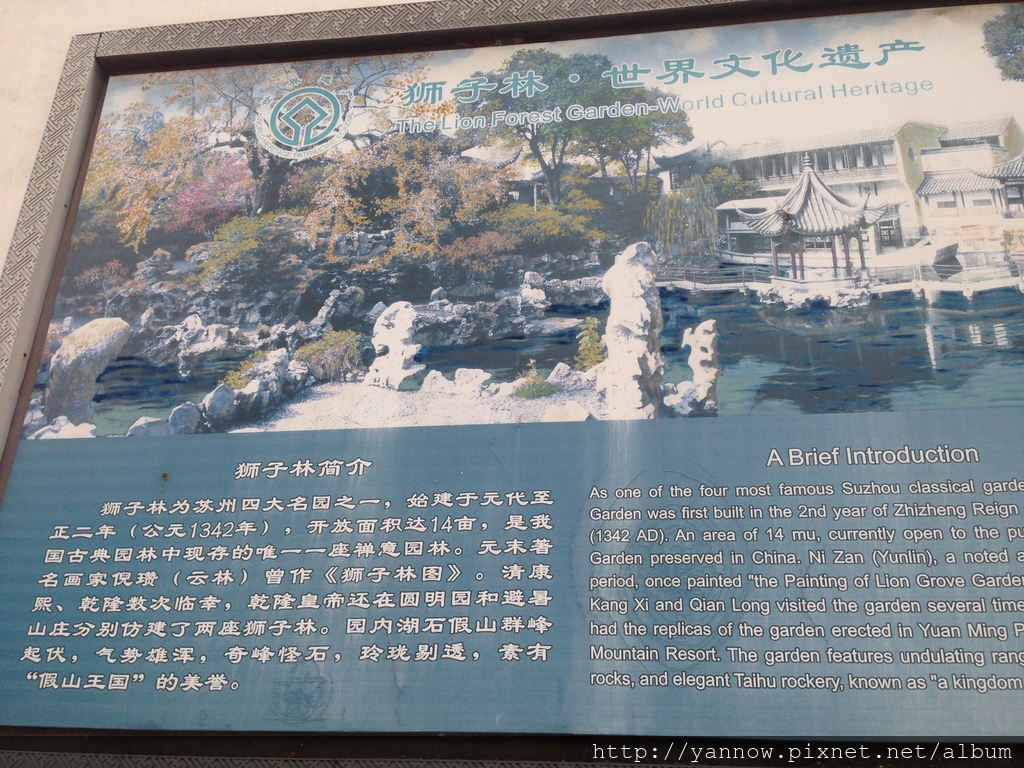 狮子林·世界文化遗产
The Lion Forest Garden-World Cultural Heritage
狮子林简介
狮子林为苏州四大名园之一，始建于元代至
正二年（公元1342年），开放面积达14亩，是我
国古典园林中现存的唯一一座禅意园林。元末著
名画家倪瓒（云林）曾作《狮子林图》。清康
熙、乾隆数次临幸，乾隆皇帝还在圆明园和避暑
山庄分别仿建了两座狮子林。园内湖石假山群峰
起伏，气势雄浑，奇峰怪石，玲珑剔透，素有
“假山王国”的美誉。
A Brief Introduction
As one of the four most famous Suzhou classical
Garden was first built in the 2nd year of Zhizheng Reign
(1342 AD). An area of 14 mu, currently open to the
Garden preserved in China. Ni Zan (Yunlin), a noted
period, once painted "the Painting of Lion Grove
Kang Xi and Qian Long visited the garden several
had the replicas of the garden erected in Yuan Ming
Mountain Resort. The garden features undulating
rocks, and elegant Taihu rockery, known as "a kingdom
http://yannow.pixnet.net/album